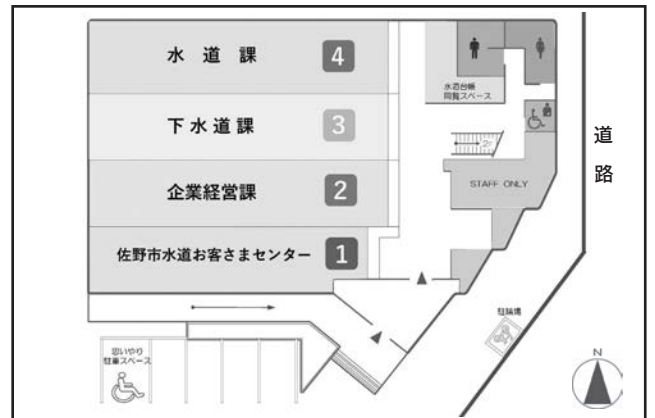 水道課
4
下水道課
3
企業経営課
2
佐野市水道お客さまセンター
1
水道台帳
閲覧スペース
2F
STAFF ONLY
道路
駐輪場
思いやり
駐車スペース
N